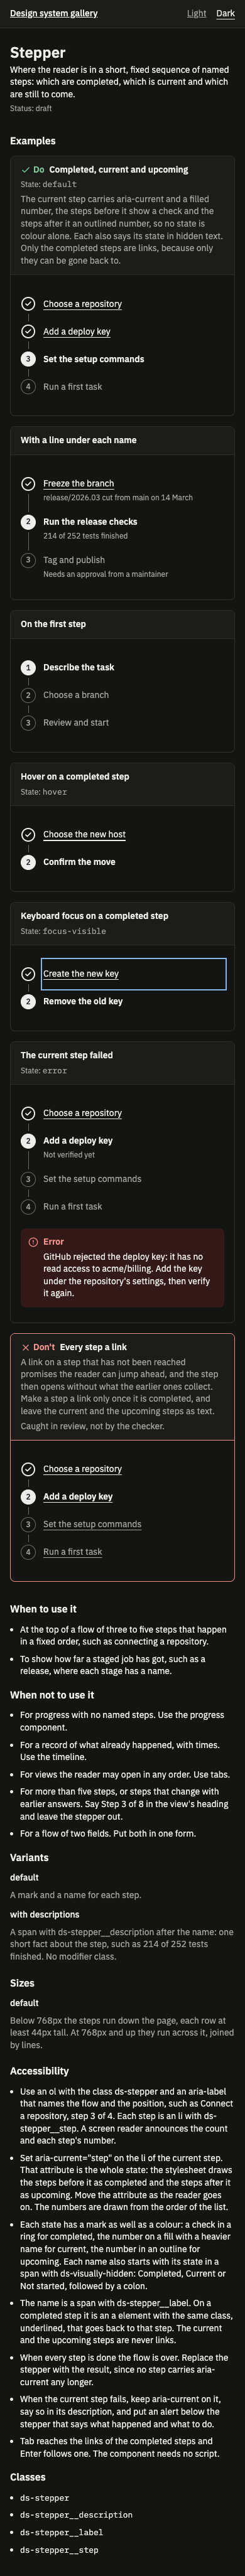 Design system gallery
Light Dark
Stepper
Where the reader is in a short, fixed sequence of named
steps: which are completed, which is current and which
are still to come.
Status: draft
Examples
Do Completed, current and upcoming
State: default
The current step carries aria-current and a filled
number, the steps before it show a check and the
steps after it an outlined number, so no state is
colour alone. Each also says its state in hidden text.
Only the completed steps are links, because only
they can be gone back to.
Choose a repository
Add a deploy key
3 Set the setup commands
4 Run a first task
With a line under each name
Freeze the branch
release/2026.03 cut from main on 14 March
2 Run the release checks
214 of 252 tests finished
3 Tag and publish
Needs an approval from a maintainer
On the first step
1 Describe the task
2 Choose a branch
3 Review and start
Hover on a completed step
State: hover
Choose the new host
2 Confirm the move
Keyboard focus on a completed step
State: focus-visible
Create the new key
2 Remove the old key
The current step failed
State: error
Choose a repository
2 Add a deploy key
Not verified yet
3 Set the setup commands
4 Run a first task
Error
GitHub rejected the deploy key: it has no
read access to acme/billing. Add the key
under the repository's settings, then verify
it again.
Don't Every step a link
A link on a step that has not been reached
promises the reader can jump ahead, and the step
then opens without what the earlier ones collect.
Make a step a link only once it is completed, and
leave the current and the upcoming steps as text.
Caught in review, not by the checker.
Choose a repository
2 Add a deploy key
3 Set the setup commands
4 Run a first task
When to use it
At the top of a flow of three to five steps that happen
in a fixed order, such as connecting a repository.
To show how far a staged job has got, such as a
release, where each stage has a name.
When not to use it
For progress with no named steps. Use the progress
component.
For a record of what already happened, with times.
Use the timeline.
For views the reader may open in any order. Use tabs.
For more than five steps, or steps that change with
earlier answers. Say Step 3 of 8 in the view's heading
and leave the stepper out.
For a flow of two fields. Put both in one form.
Variants
default
A mark and a name for each step.
with descriptions
A span with ds-stepper__description after the name: one
short fact about the step, such as 214 of 252 tests
finished. No modifier class.
Sizes
default
Below 768px the steps run down the page, each row at
least 44px tall. At 768px and up they run across it, joined
by lines.
Accessibility
Use an ol with the class ds-stepper and an aria-label
that names the flow and the position, such as Connect
a repository, step 3 of 4. Each step is an li with ds-
stepper__step. A screen reader announces the count
and each step's number.
Set aria-current="step" on the li of the current step.
That attribute is the whole state: the stylesheet draws
the steps before it as completed and the steps after it
as upcoming. Move the attribute as the reader goes
on. The numbers are drawn from the order of the list.
Each state has a mark as well as a colour: a check in a
ring for completed, the number on a fill with a heavier
name for current, the number in an outline for
upcoming. Each name also starts with its state in a
span with ds-visually-hidden: Completed, Current or
Not started, followed by a colon.
The name is a span with ds-stepper__label. On a
completed step it is an a element with the same class,
underlined, that goes back to that step. The current
and the upcoming steps are never links.
When every step is done the flow is over. Replace the
stepper with the result, since no step carries aria-
current any longer.
When the current step fails, keep aria-current on it,
say so in its description, and put an alert below the
stepper that says what happened and what to do.
Tab reaches the links of the completed steps and
Enter follows one. The component needs no script.
Classes
ds-stepper
ds-stepper__description
ds-stepper__label
ds-stepper__step